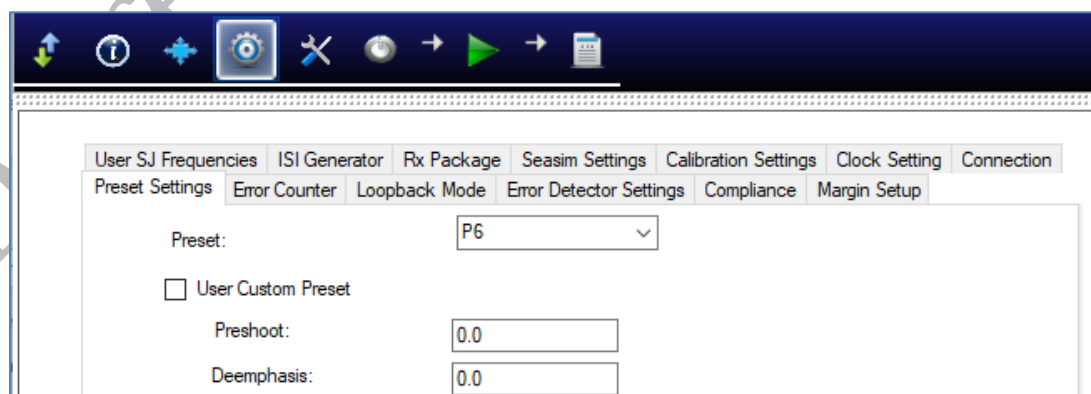 User SJ Frequencies ISI Generator Rx Package Seasim Settings Calibration Settings Clock Setting Connection
Preset Settings Error Counter Loopback Mode Error Detector Settings Compliance Margin Setup
Preset: P6
User Custom Preset
Preshoot: 0.0
Deemphasis: 0.0